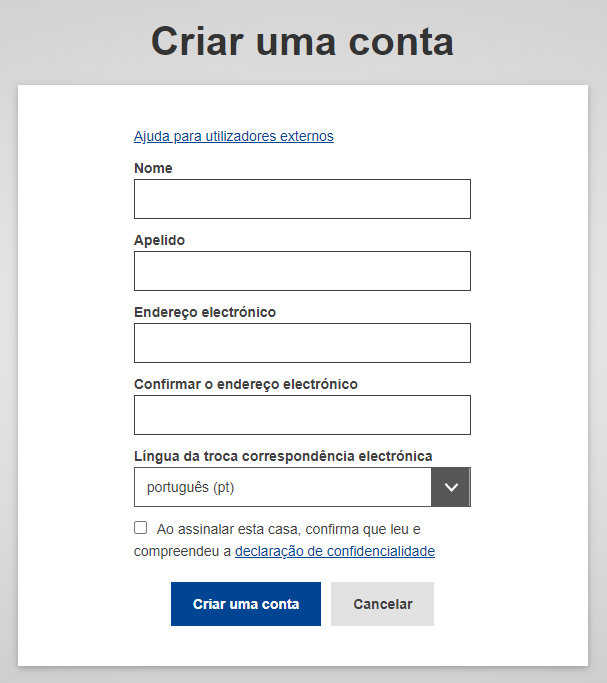 Criar uma conta
Ajuda para utilizadores externos
Nome
Apelido
Endereço electrónico
Confirmar o endereço electrónico
Língua da troca correspondência electrónica
português (pt)
Ao assinalar esta casa, confirma que leu e
compreendeu a declaração de confidencialidade
Criar uma conta
Cancelar